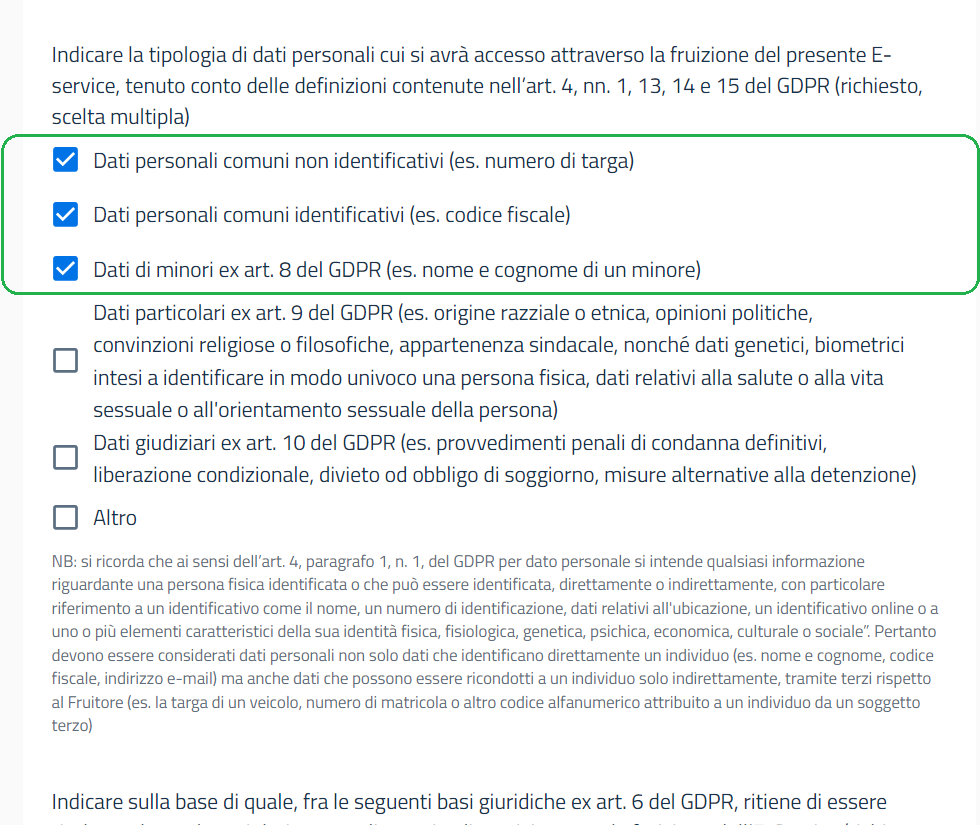 Indicare la tipologia di dati personali cui si avrà accesso attraverso la fruizione del presente E-
service, tenuto conto delle definizioni contenute nell’art. 4, nn. 1, 13, 14 e 15 del GDPR (richiesto,
scelta multipla)
Dati personali comuni non identificativi (es. numero di targa)
Dati personali comuni identificativi (es. codice fiscale)
Dati di minori ex art. 8 del GDPR (es. nome e cognome di un minore)
Dati particolari ex art. 9 del GDPR (es. origine razziale o etnica, opinioni politiche,
convinzioni religiose o filosofiche, appartenenza sindacale, nonché dati genetici, biometrici
intesi a identificare in modo univoco una persona fisica, dati relativi alla salute o alla vita
sessuale o all'orientamento sessuale della persona)
Dati giudiziari ex art. 10 del GDPR (es. provvedimenti penali di condanna definitivi,
liberazione condizionale, divieto od obbligo di soggiorno, misure alternative alla detenzione)
Altro
NB: si ricorda che ai sensi dell’art. 4, paragrafo 1, n. 1, del GDPR per dato personale si intende qualsiasi informazione
riguardante una persona fisica identificata o che può essere identificata, direttamente o indirettamente, con particolare
riferimento a un identificativo come il nome, un numero di identificazione, dati relativi all'ubicazione, un identificativo online o a
uno o più elementi caratteristici della sua identità fisica, fisiologica, genetica, psichica, economica, culturale o sociale”. Pertanto
devono essere considerati dati personali non solo dati che identificano direttamente un individuo (es. nome e cognome, codice
fiscale, indirizzo e-mail) ma anche dati che possono essere ricondotti a un individuo solo indirettamente, tramite terzi rispetto
al Fruitore (es. la targa di un veicolo, numero di matricola o altro codice alfanumerico attribuito a un individuo da un soggetto
terzo)
Indicare sulla base di quale, fra le seguenti basi giuridiche ex art. 6 del GDPR, ritiene di essere